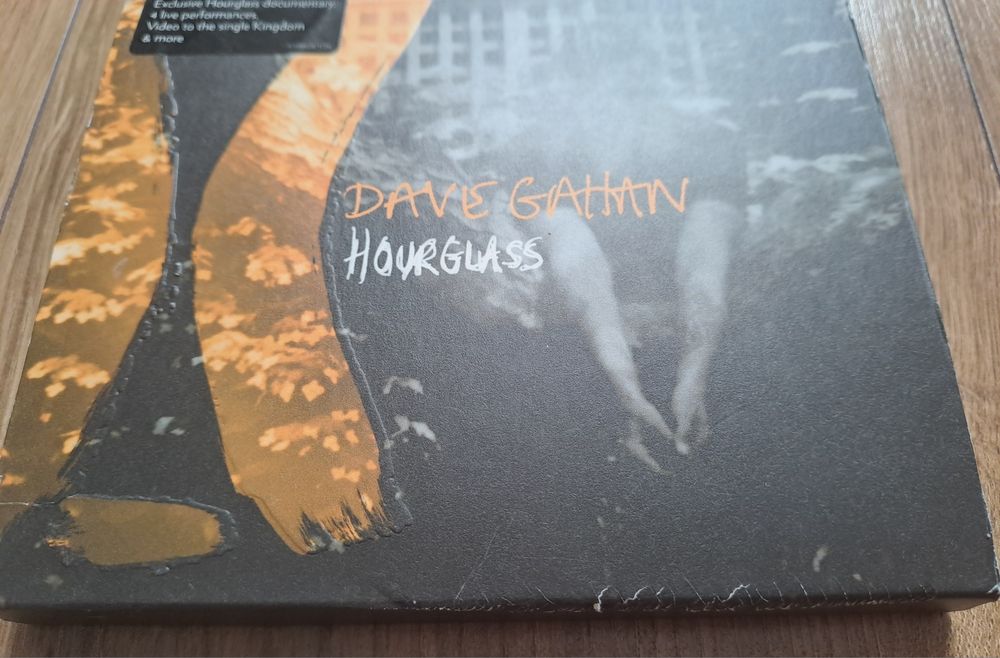 Exclusive Hourglass documentary.
4 live performances.
Video to the single Kingdom
& more
DAVE GAHAN
HOURGLASS